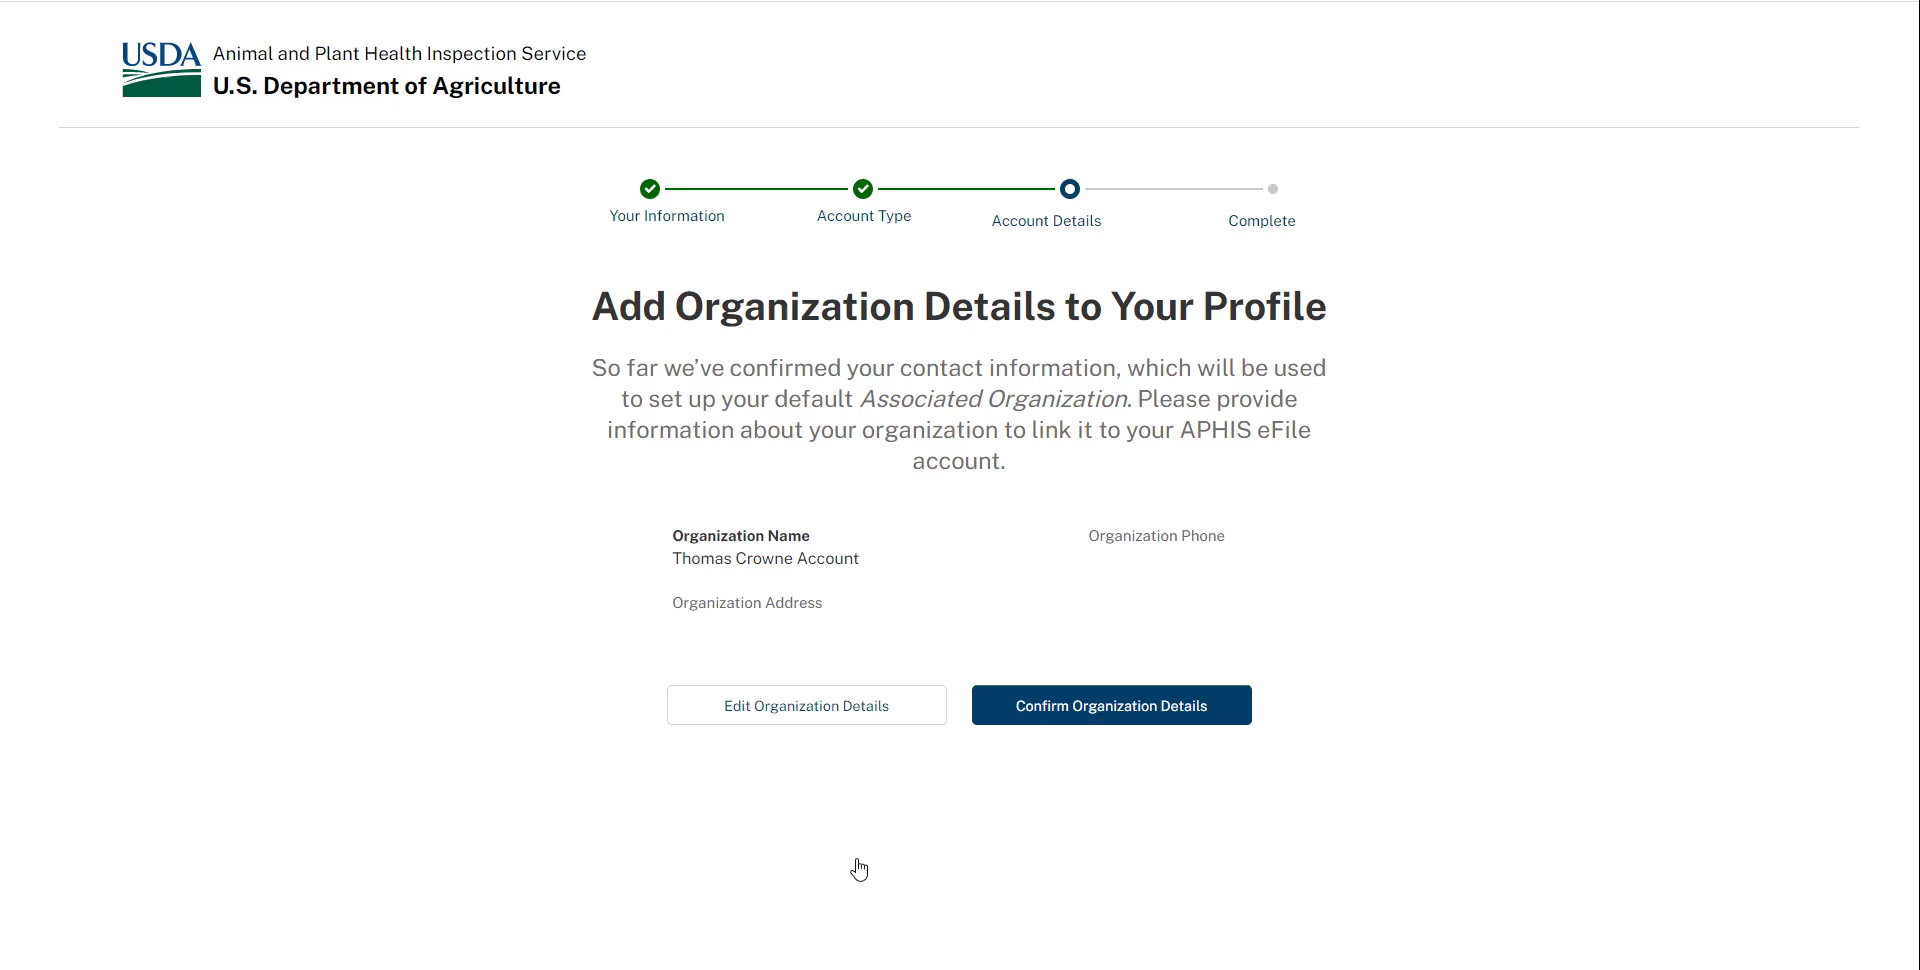 USDA
Animal and Plant Health Inspection Service
U.S. Department of Agriculture
Your Information
Account Type
Account Details
Complete
Add Organization Details to Your Profile
So far we’ve confirmed your contact information, which will be used
to set up your default Associated Organization. Please provide
information about your organization to link it to your APHIS eFile
account.
Organization Name
Thomas Crowne Account
Organization Phone
Organization Address
Edit Organization Details
Confirm Organization Details